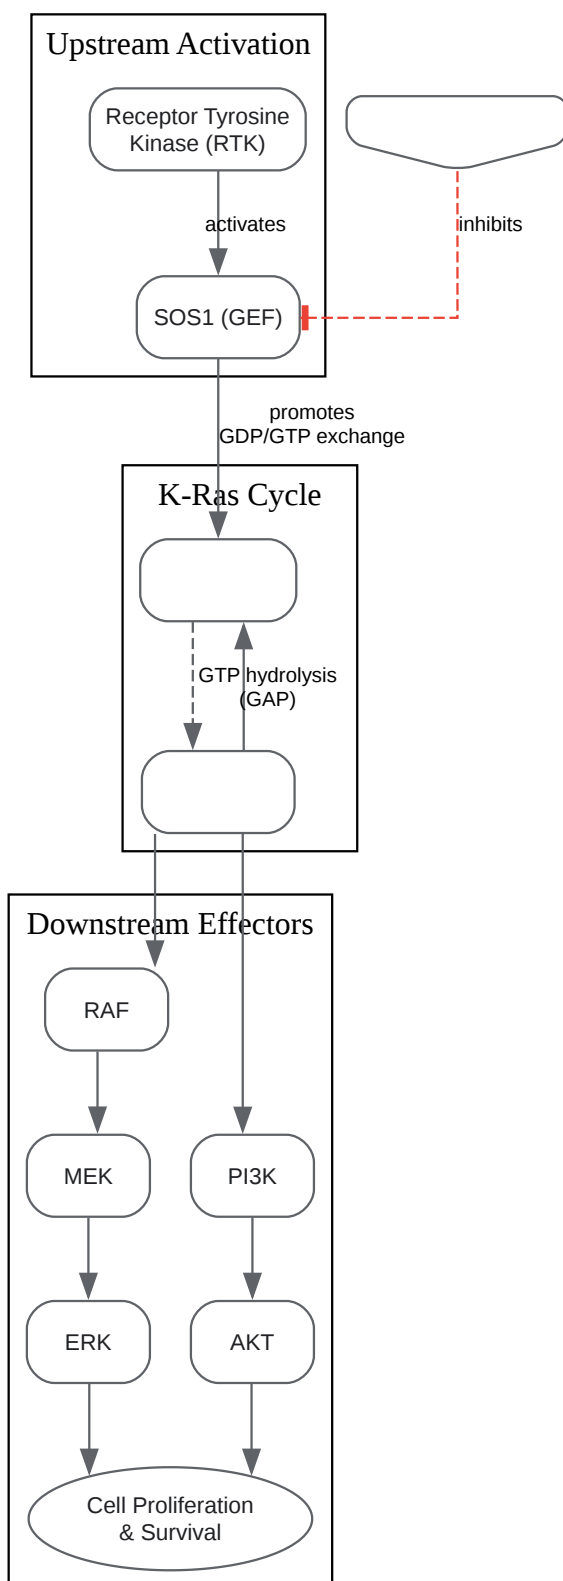 Upstream Activation
Receptor Tyrosine
Kinase (RTK)
activates
inhibits
SOS1 (GEF)
promotes
GDP/GTP exchange
K-Ras Cycle
GTP hydrolysis
(GAP)
Downstream Effectors
RAF
MEK
PI3K
ERK
AKT
Cell Proliferation
& Survival